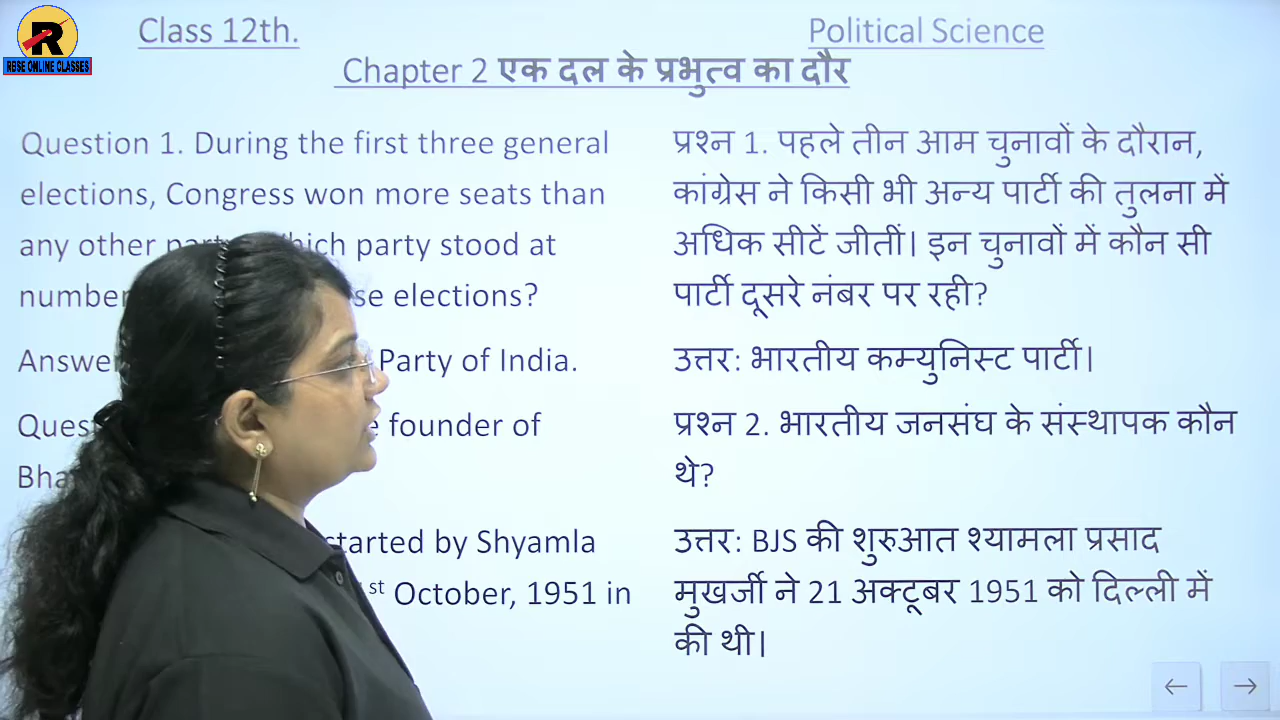 R
RBSE ONLINE CLASSES
Class 12th.
Political Science
Chapter 2 एक दल के प्रभुत्व का दौर
Question 1. During the first three general
elections, Congress won more seats than
any other party. Which party stood at
number se elections?
Answe Party of India.
Ques founder of
Bha
started by Shyamla
1st October, 1951 in
प्रश्न 1. पहले तीन आम चुनावों के दौरान,
कांग्रेस ने किसी भी अन्य पार्टी की तुलना में
अधिक सीटें जीतीं। इन चुनावों में कौन सी
पार्टी दूसरे नंबर पर रही?
उत्तर: भारतीय कम्युनिस्ट पार्टी।
प्रश्न 2. भारतीय जनसंघ के संस्थापक कौन
थे?
उत्तर: BJS की शुरुआत श्यामला प्रसाद
मुखर्जी ने 21 अक्टूबर 1951 को दिल्ली में
की थी।